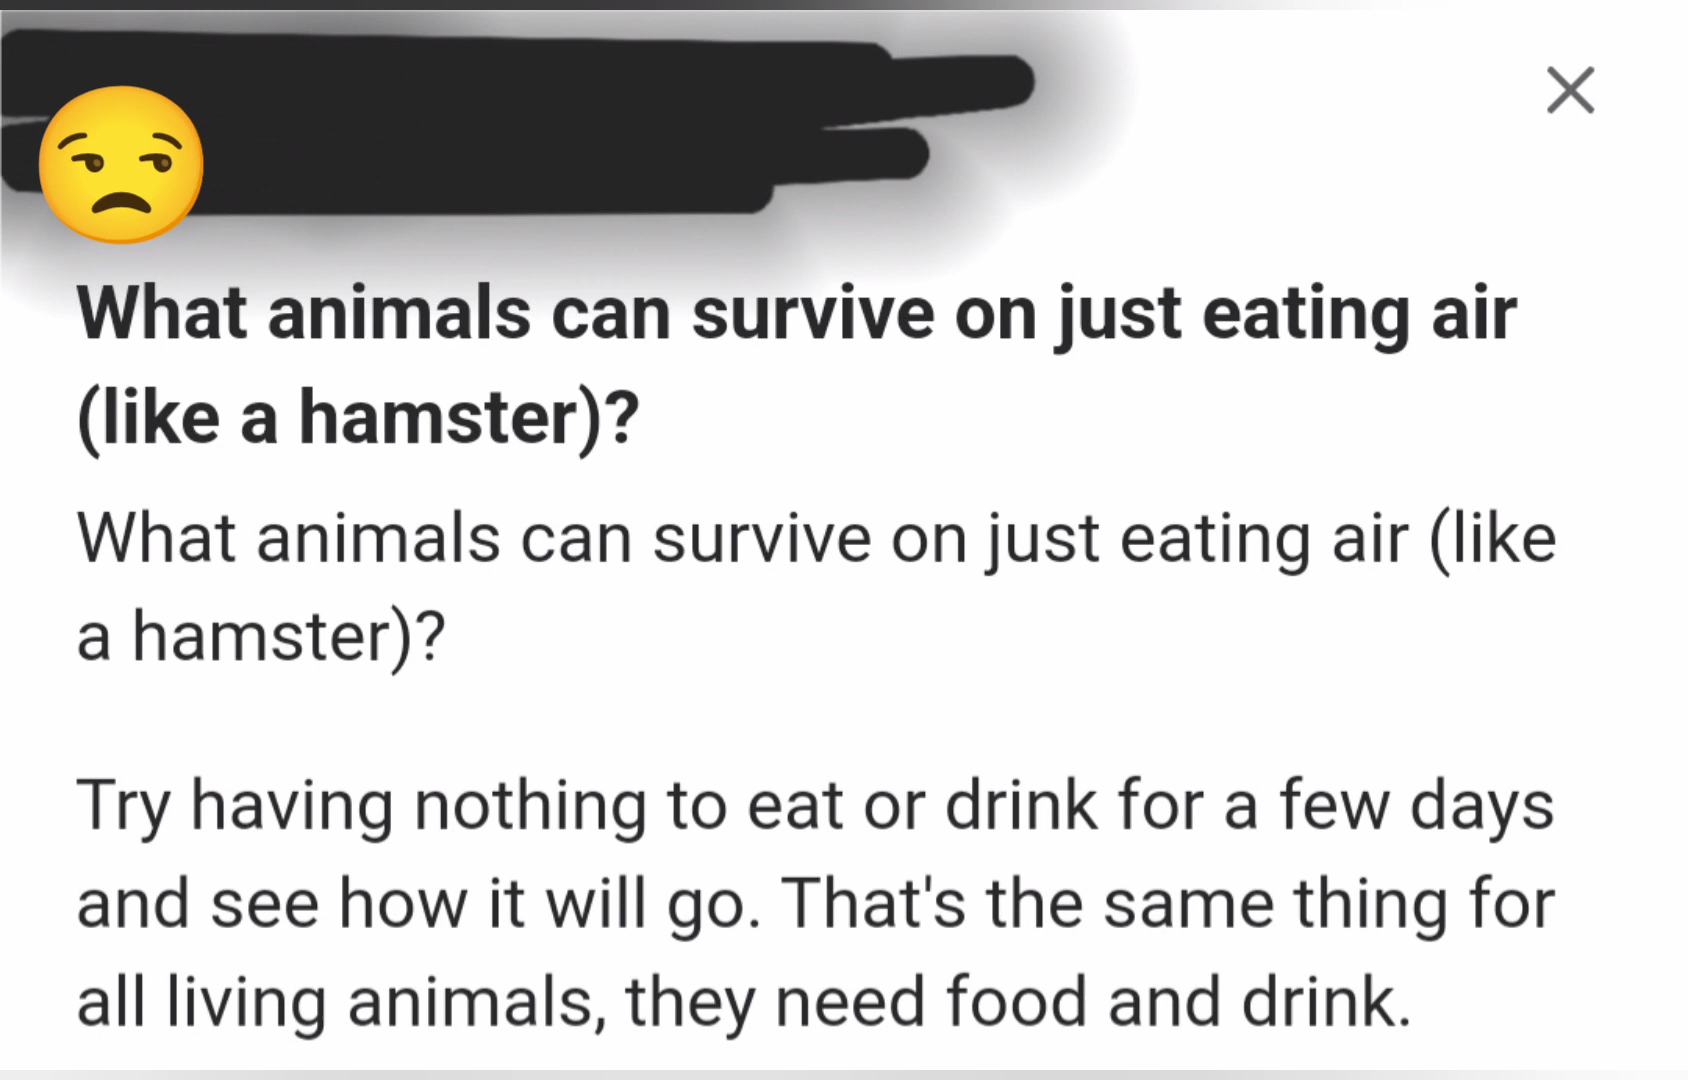 What animals can survive on just eating air
(like a hamster)?
What animals can survive on just eating air (like
a hamster)?
Try having nothing to eat or drink for a few days
and see how it will go. That's the same thing for
all living animals, they need food and drink.